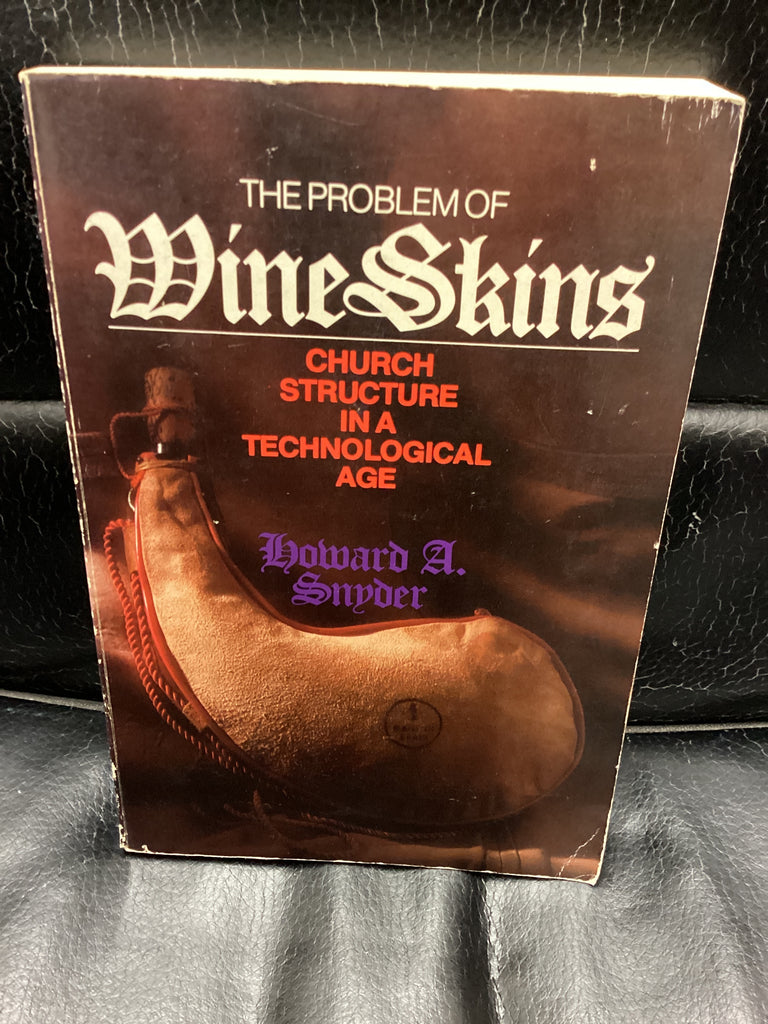 THE PROBLEM OF
WineSkins
CHURCH
STRUCTURE
IN A
TECHNOLOGICAL
AGE
Howard A.
Snyder